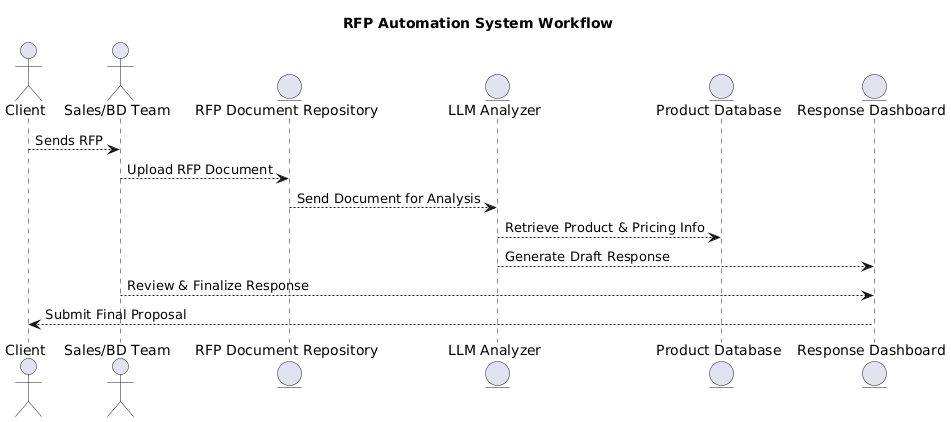 RFP Automation System Workflow
Client
Sales/BD Team
RFP Document Repository
LLM Analyzer
Product Database
Response Dashboard
Sends RFP
Upload RFP Document
Send Document for Analysis
Retrieve Product & Pricing Info
Generate Draft Response
Review & Finalize Response
Submit Final Proposal
Client
Sales/BD Team
RFP Document Repository
LLM Analyzer
Product Database
Response Dashboard